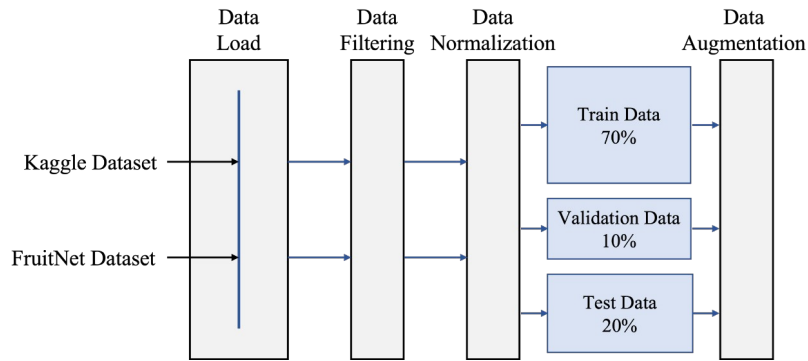 Data
Load
Data
Filtering
Data
Normalization
Data
Augmentation
Kaggle Dataset
FruitNet Dataset
Train Data
70%
Validation Data
10%
Test Data
20%